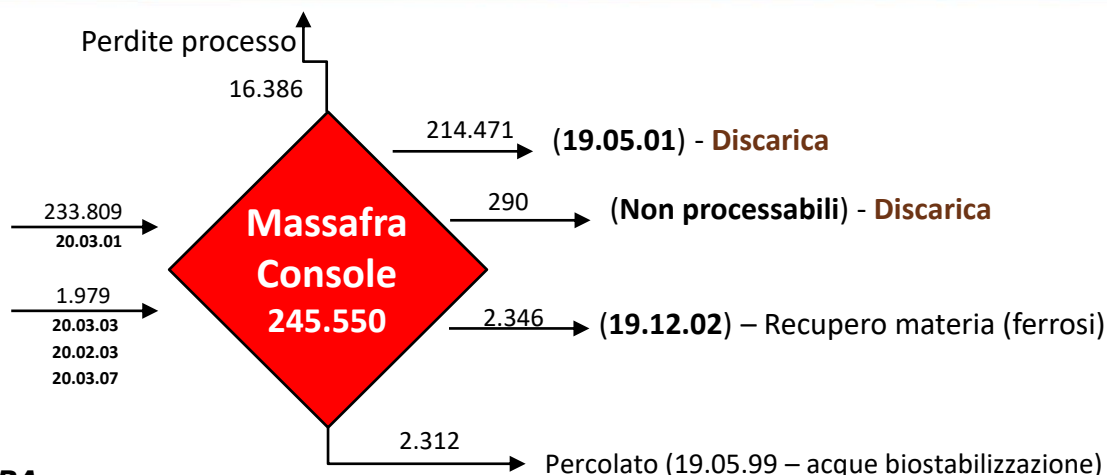 Perdite processo
16.386
214.471
(19.05.01) - Discarica
290
(Non processabili) - Discarica
233.809
20.03.01
Massafra
Console
245.550
1.979
20.03.03
20.02.03
20.03.07
2.346
(19.12.02) – Recupero materia (ferrosi)
2.312
Percolato (19.05.99 – acque biostabilizzazione)